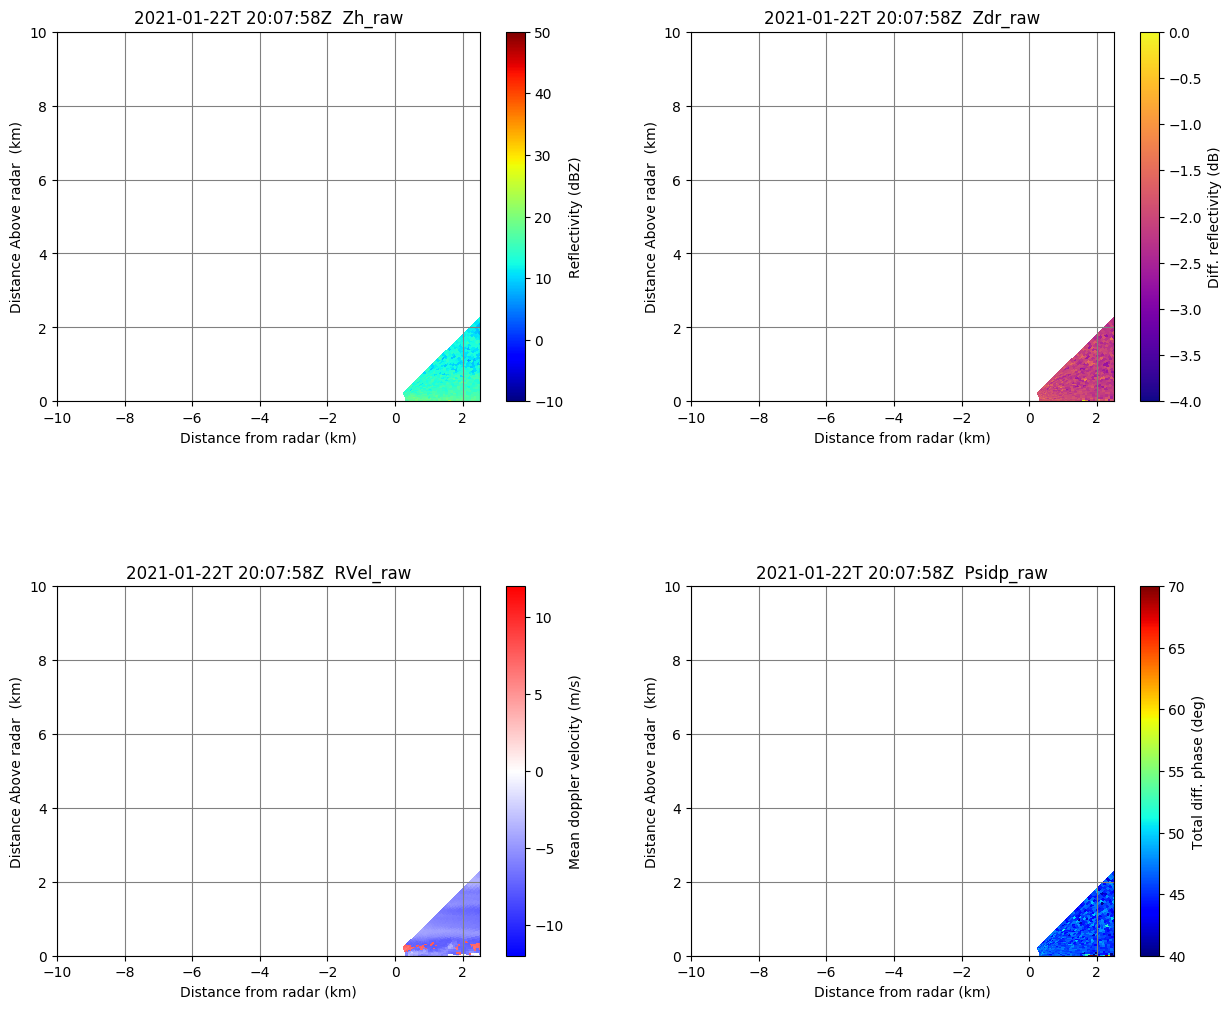 2021-01-22T 20:07:58Z  Zh_raw
10
8
6
4
2
0
Distance Above radar  (km)
−10 −8 −6 −4 −2 0 2
Distance from radar (km)
50
40
30
20
10
0
−10
Reflectivity (dBZ)
2021-01-22T 20:07:58Z  Zdr_raw
10
8
6
4
2
0
Distance Above radar  (km)
−10 −8 −6 −4 −2 0 2
Distance from radar (km)
0.0
−0.5
−1.0
−1.5
−2.0
−2.5
−3.0
−3.5
−4.0
Diff. reflectivity (dB)
2021-01-22T 20:07:58Z  RVel_raw
10
8
6
4
2
0
Distance Above radar  (km)
−10 −8 −6 −4 −2 0 2
Distance from radar (km)
10
5
0
−5
−10
Mean doppler velocity (m/s)
2021-01-22T 20:07:58Z  Psidp_raw
10
8
6
4
2
0
Distance Above radar  (km)
−10 −8 −6 −4 −2 0 2
Distance from radar (km)
70
65
60
55
50
45
40
Total diff. phase (deg)